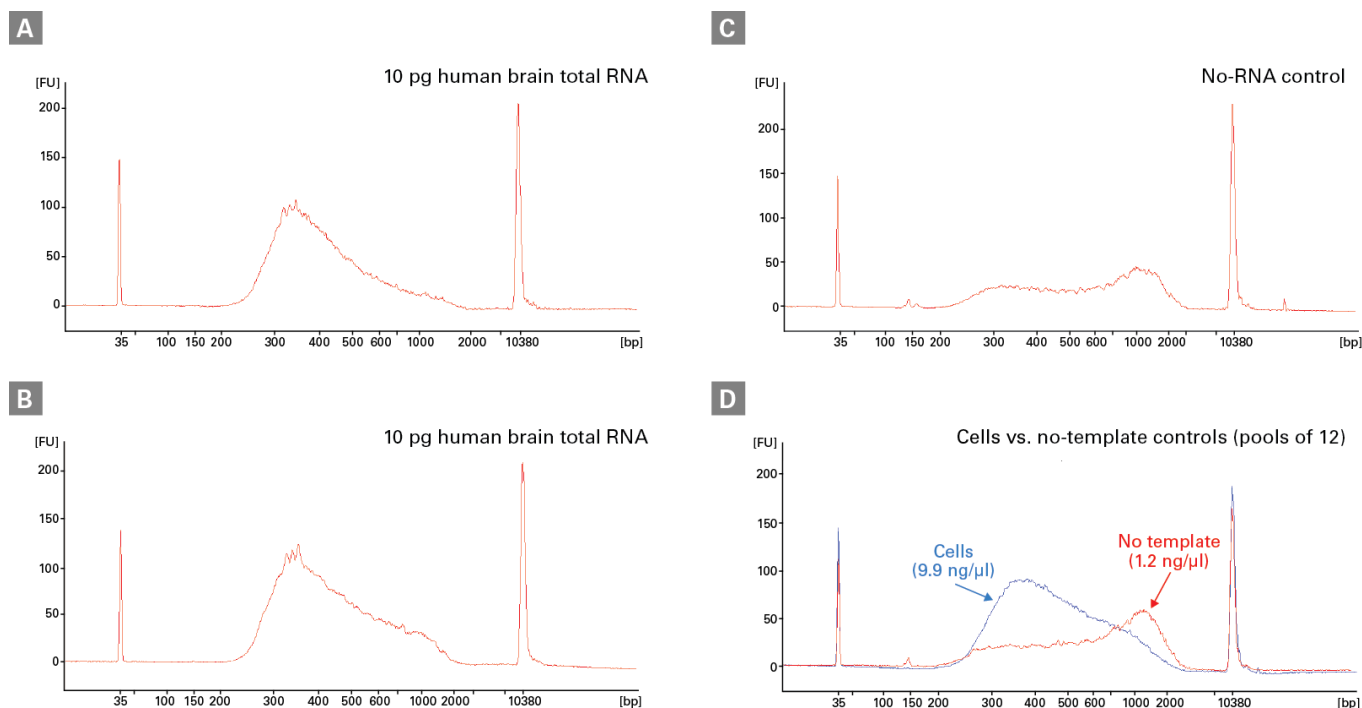 A
10 pg human brain total RNA
[FU]
200
150
100
50
0
35 100 150 200 300 400 500 600 1000 2000 10380 [bp]
B
10 pg human brain total RNA
[FU]
200
150
100
50
0
35 100 150 200 300 400 500 600 1000 2000 10380 [bp]
C
No-RNA control
[FU]
200
150
100
50
0
35 100 150 200 300 400 500 600 1000 2000 10380 [bp]
D
Cells vs. no-template controls (pools of 12)
[FU]
200
150
100
50
0
Cells
(9.9 ng/µl)
No template
(1.2 ng/µl)
35 100 150 200 300 400 500 600 1000 2000 10380 [bp]